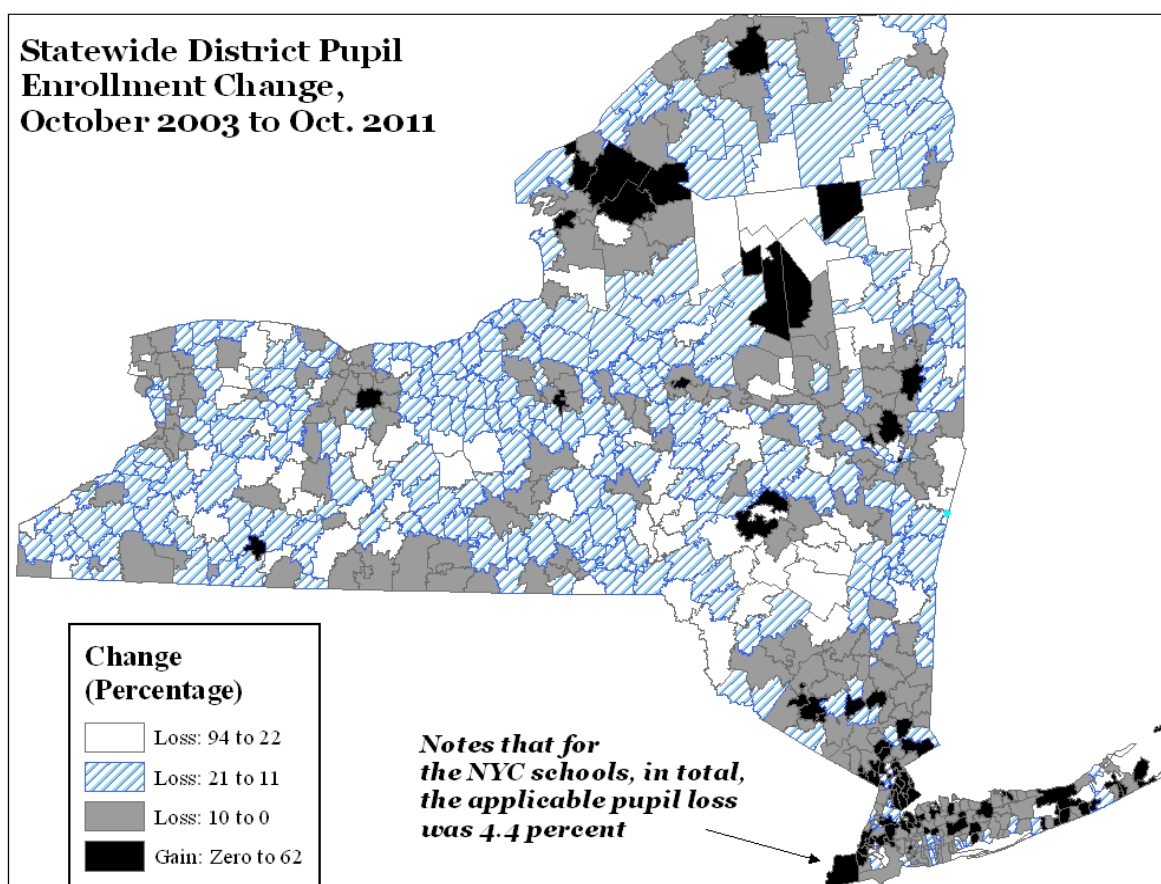 Statewide District Pupil
Enrollment Change,
October 2003 to Oct. 2011
Change
(Percentage)
Loss: 94 to 22
Loss: 21 to 11
Loss: 10 to 0
Gain: Zero to 62
Notes that for
the NYC schools, in total,
the applicable pupil loss
was 4.4 percent